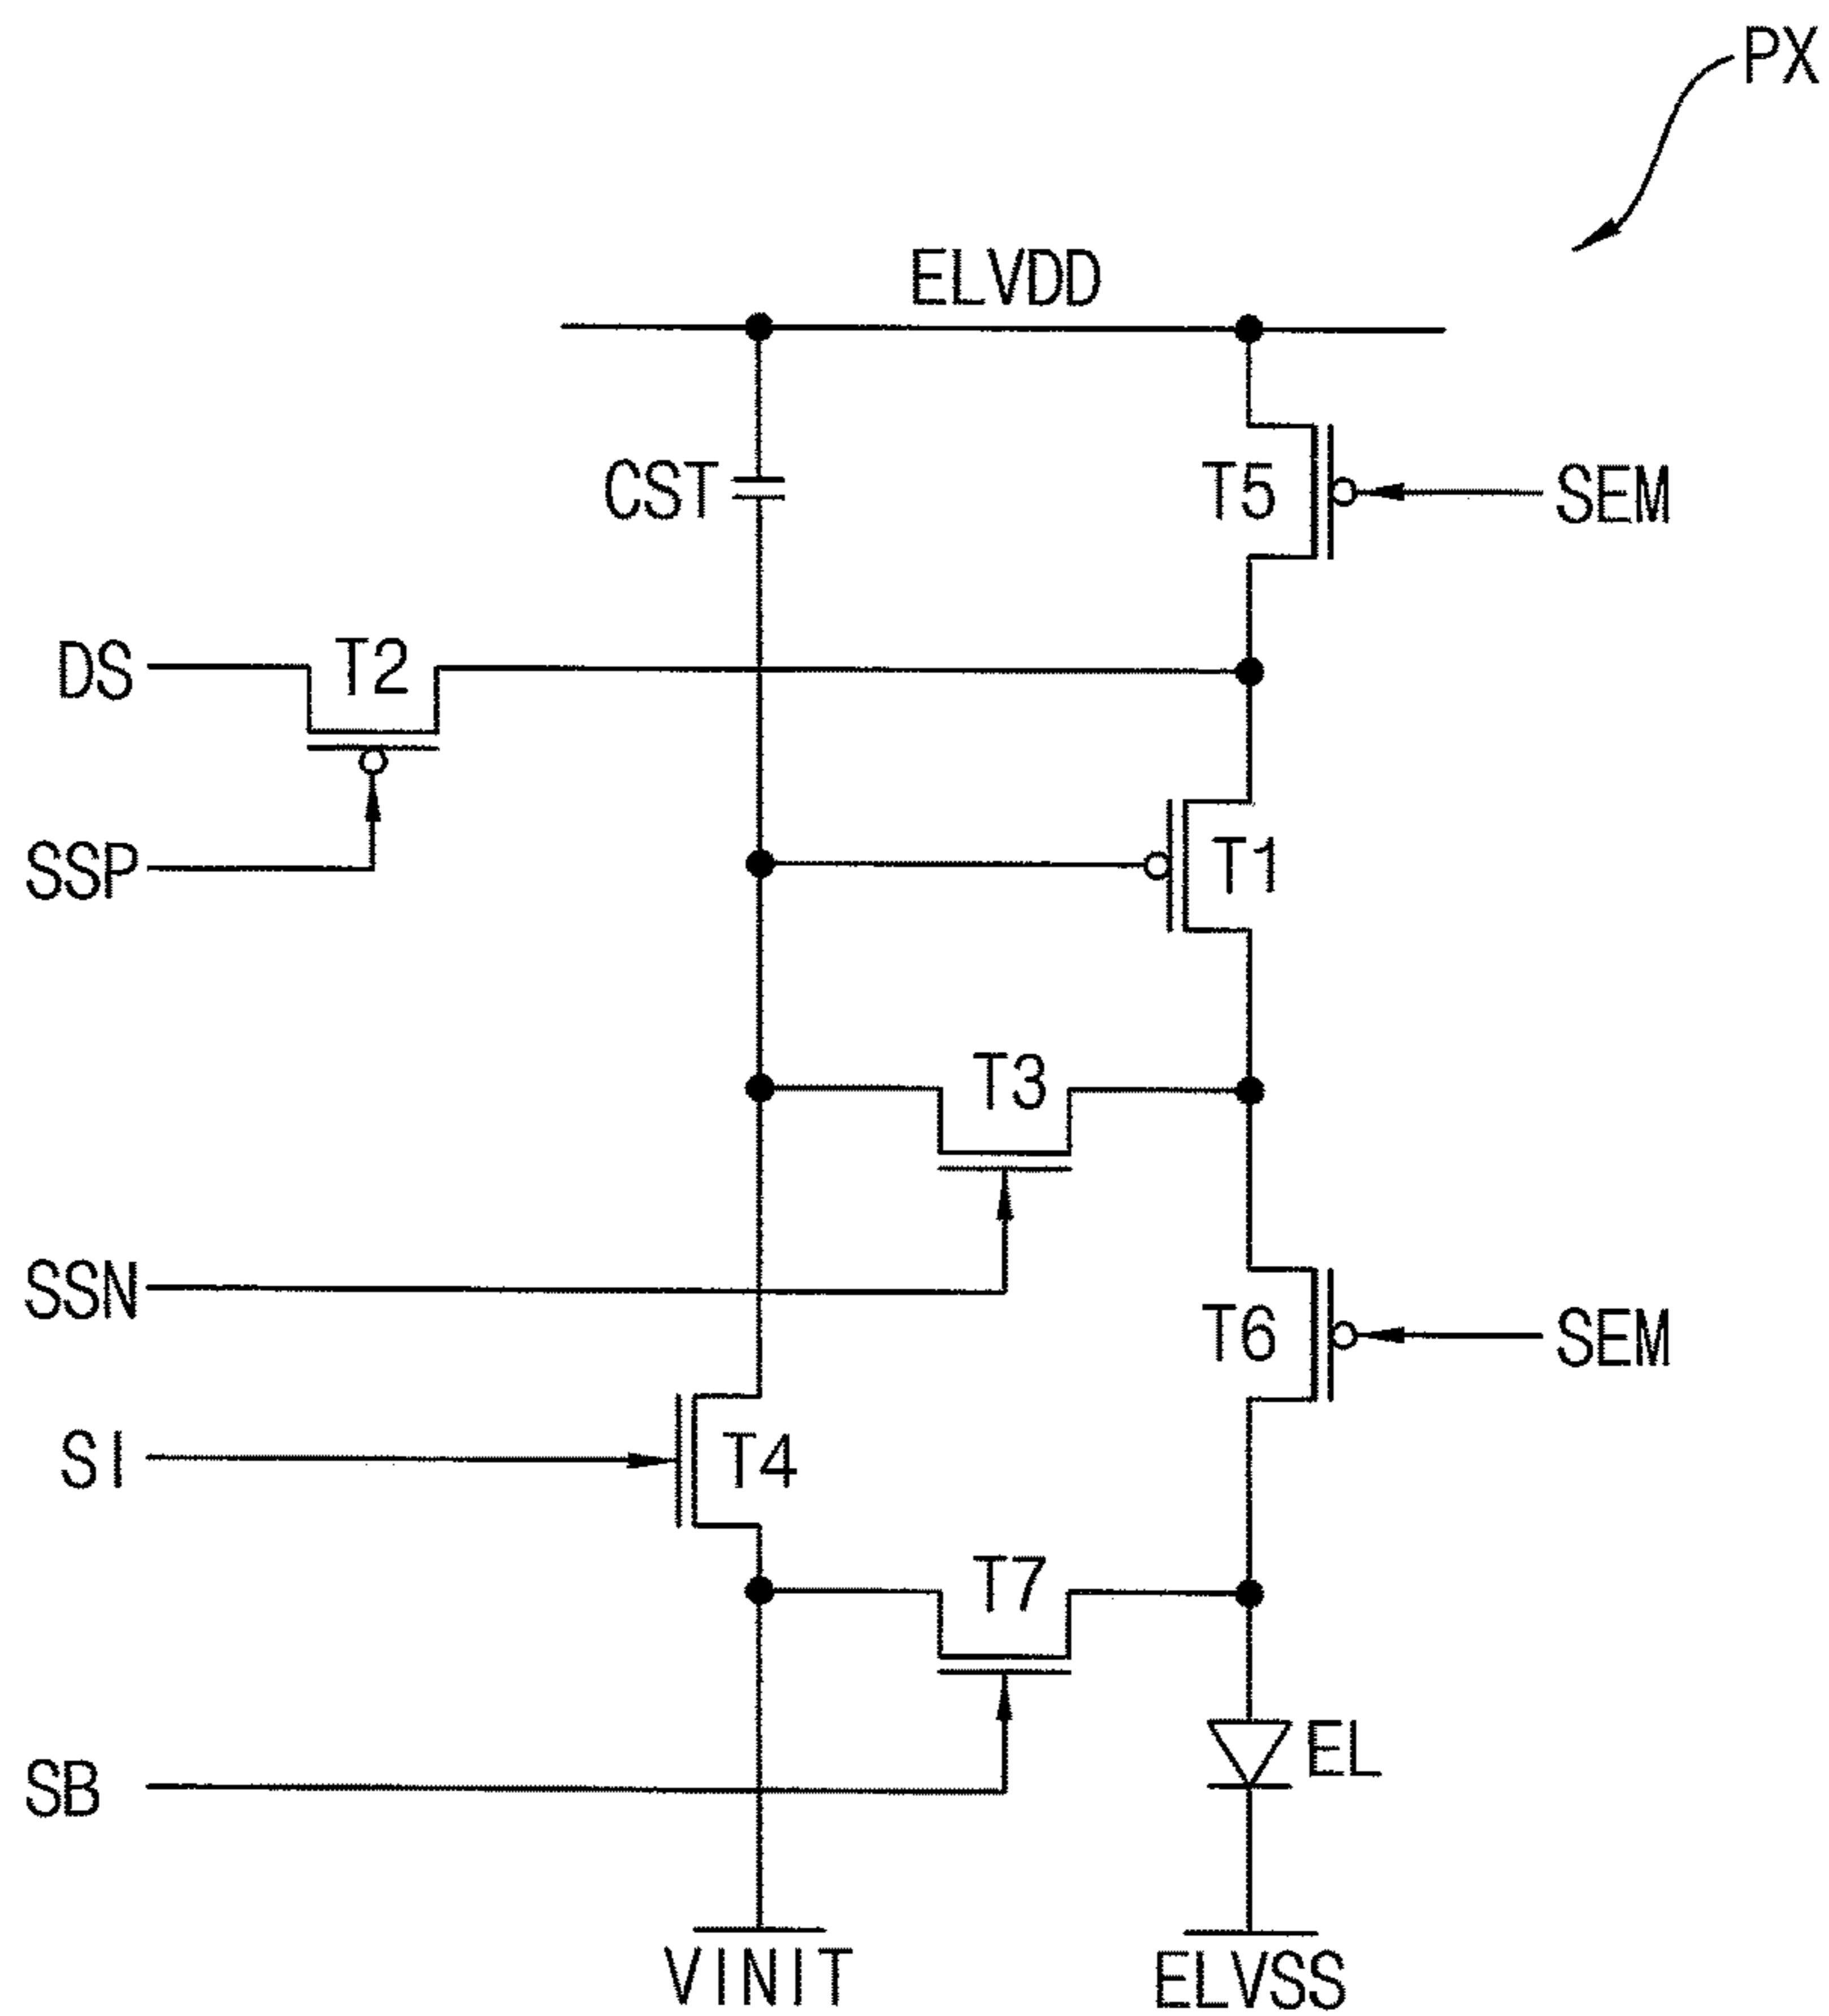 PX
ELVDD
CST
T5
SEM
DS
T2
SSP
T1
T3
SSN
T6
SEM
SI
T4
T7
SB
EL
VINIT
ELVSS